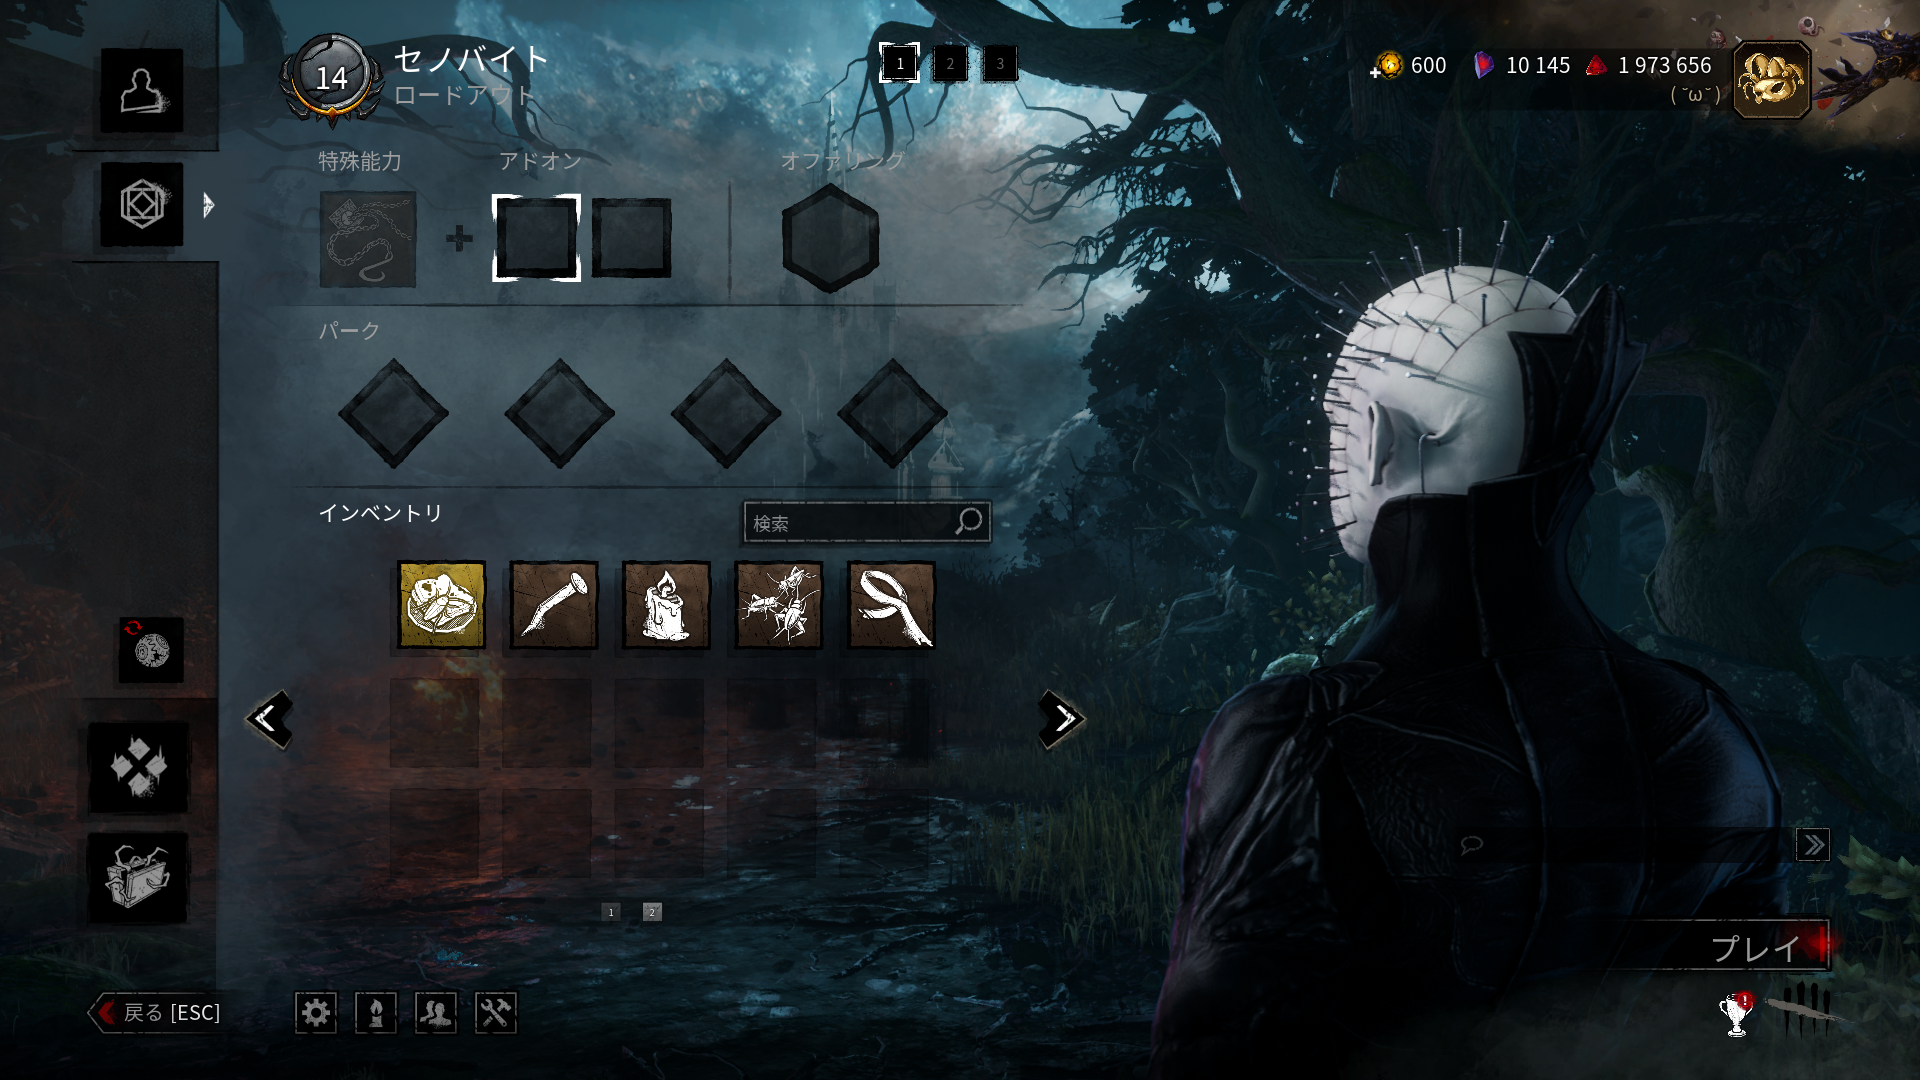 14
セノバイト
ロードアウト
1 2 3
600 10 145 1 973 656
( ˘ω˘ )
特殊能力 アドオン オファリング
パーク
インベントリ
検索
1 2
プレイ
戻る [ESC]